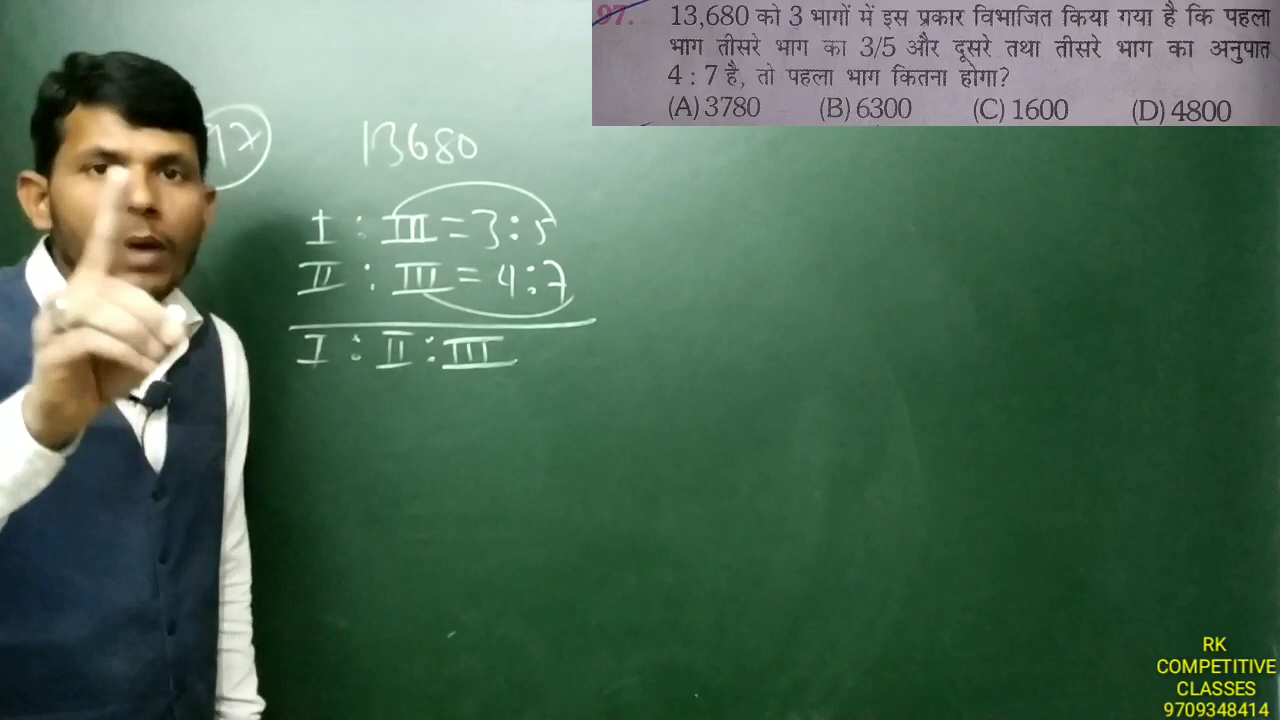 97. 13,680 को 3 भागों में इस प्रकार विभाजित किया गया है कि पहला
भाग तीसरे भाग का 3/5 और दूसरे तथा तीसरे भाग का अनुपात
4 : 7 है, तो पहला भाग कितना होगा?
(A) 3780 (B) 6300 (C) 1600 (D) 4800
97 13680
I : III = 3 : 5
II : III = 4 : 7
I : II : III
RK
COMPETITIVE
CLASSES
9709348414